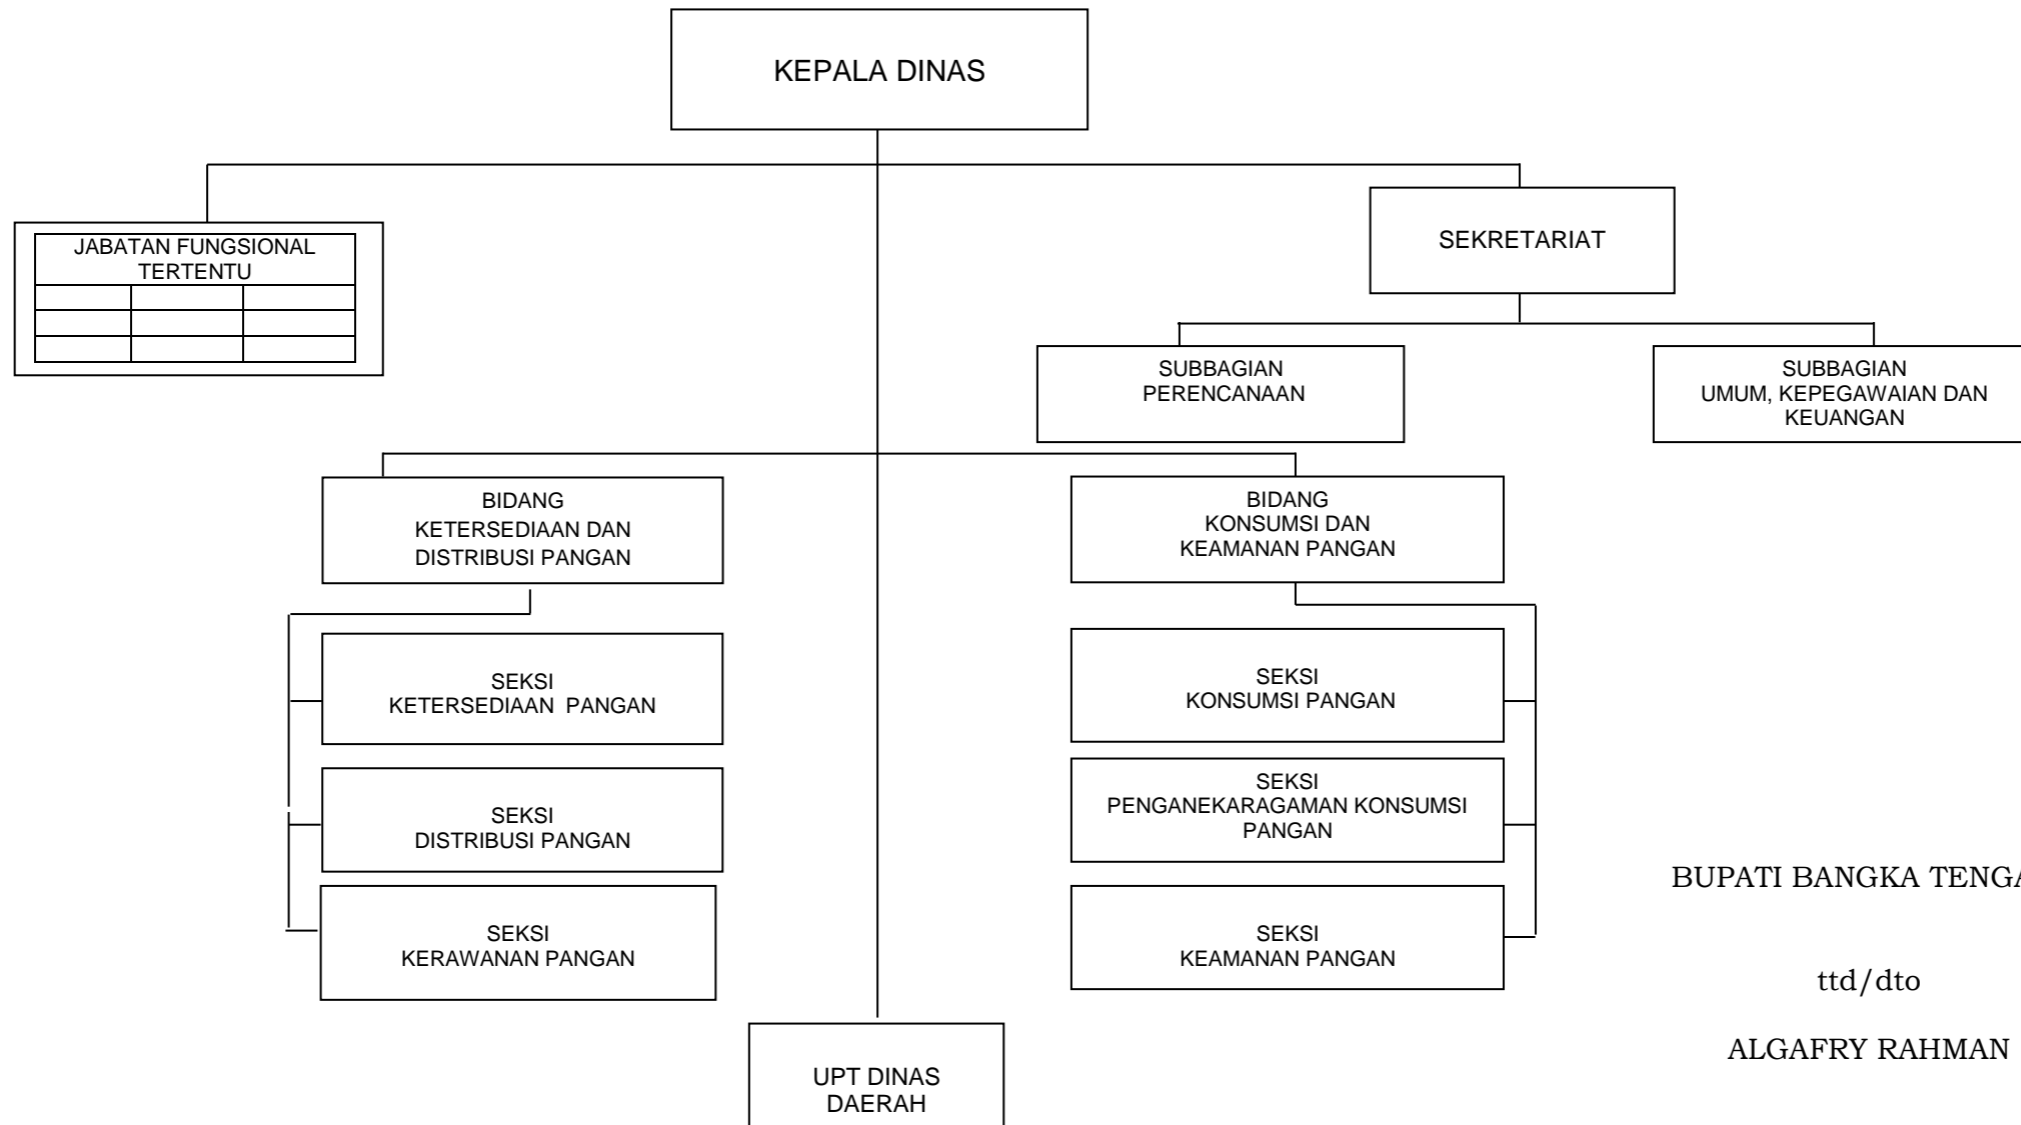 KEPALA DINAS
JABATAN FUNGSIONAL
TERTENTU
SEKRETARIAT
SUBBAGIAN
PERENCANAAN
SUBBAGIAN
UMUM, KEPEGAWAIAN DAN
KEUANGAN
BIDANG
KETERSEDIAAN DAN
DISTRIBUSI PANGAN
BIDANG
KONSUMSI DAN
KEAMANAN PANGAN
SEKSI
KETERSEDIAAN PANGAN
SEKSI
KONSUMSI PANGAN
SEKSI
DISTRIBUSI PANGAN
SEKSI
PENGANEKARAGAMAN KONSUMSI
PANGAN
SEKSI
KERAWANAN PANGAN
SEKSI
KEAMANAN PANGAN
UPT DINAS
DAERAH
BUPATI BANGKA TENGA
ttd/dto
ALGAFRY RAHMAN